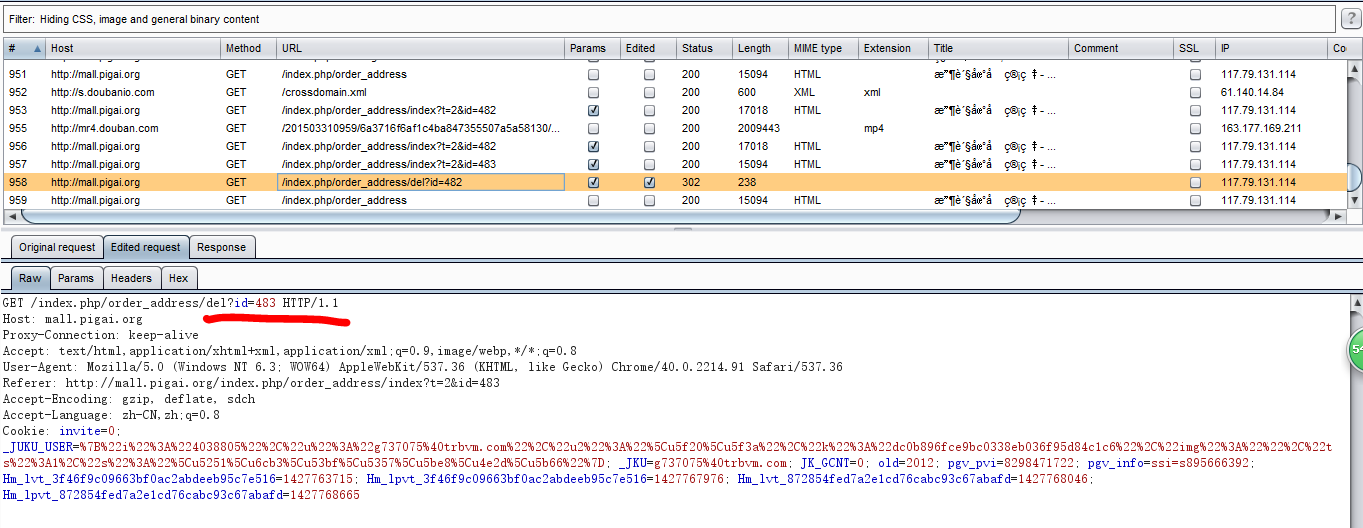 Filter: Hiding CSS, image and general binary content ?
# Host Method URL Params Edited Status Length MIME type Extension Title Comment SSL IP Co
951 http://mall.pigai.org GET /index.php/order_address 200 15094 HTML 117.79.131.114
952 http://s.doubanio.com GET /crossdomain.xml 200 600 XML xml 61.140.14.84
953 http://mall.pigai.org GET /index.php/order_address/index?t=2&id=482 200 17018 HTML 117.79.131.114
955 http://mr4.douban.com GET /201503310959/6a3716f6af1c4ba847355507a5a58130/... 200 2009443 mp4 163.177.169.211
956 http://mall.pigai.org GET /index.php/order_address/index?t=2&id=482 200 17018 HTML 117.79.131.114
957 http://mall.pigai.org GET /index.php/order_address/index?t=2&id=483 200 15094 HTML 117.79.131.114
958 http://mall.pigai.org GET /index.php/order_address/del?id=482 302 238 117.79.131.114
959 http://mall.pigai.org GET /index.php/order_address 200 15094 HTML 117.79.131.114
Original request Edited request Response
Raw Params Headers Hex
GET /index.php/order_address/del?id=483 HTTP/1.1
Host: mall.pigai.org
Proxy-Connection: keep-alive
Accept: text/html,application/xhtml+xml,application/xml;q=0.9,image/webp,*/*;q=0.8
User-Agent: Mozilla/5.0 (Windows NT 6.3; WOW64) AppleWebKit/537.36 (KHTML, like Gecko) Chrome/40.0.2214.91 Safari/537.36
Referer: http://mall.pigai.org/index.php/order_address/index?t=2&id=483
Accept-Encoding: gzip, deflate, sdch
Accept-Language: zh-CN,zh;q=0.8
Cookie: invite=0;
_JUKU_USER=%7B%22i%22%3A%224038805%22%2C%22u%22%3A%22g737075%40trbvm.com%22%2C%22u2%22%3A%22%5Cu5f20%5Cu5f3a%22%2C%22k%22%3A%22dc0b896fce9bc0338eb036f95d84c1c6%22%2C%22img%22%3A%22%22%2C%22t
s%22%3A1%2C%22s%22%3A%22%5Cu5251%5Cu6cb3%5Cu53bf%5Cu5357%5Cu5be8%5Cu4e2d%5Cu5b66%22%7D; _JKU=g737075%40trbvm.com; JK_GCNT=0; old=2012; pgv_pvi=8298471722; pgv_info=ssi=s895666392;
Hm_lvt_3f46f9c09663bf0ac2abdeeb95c7e516=1427763715; Hm_lpvt_3f46f9c09663bf0ac2abdeeb95c7e516=1427767976; Hm_lvt_872854fed7a2e1cd76cabc93c67abafd=1427768046;
Hm_lpvt_872854fed7a2e1cd76cabc93c67abafd=1427768665